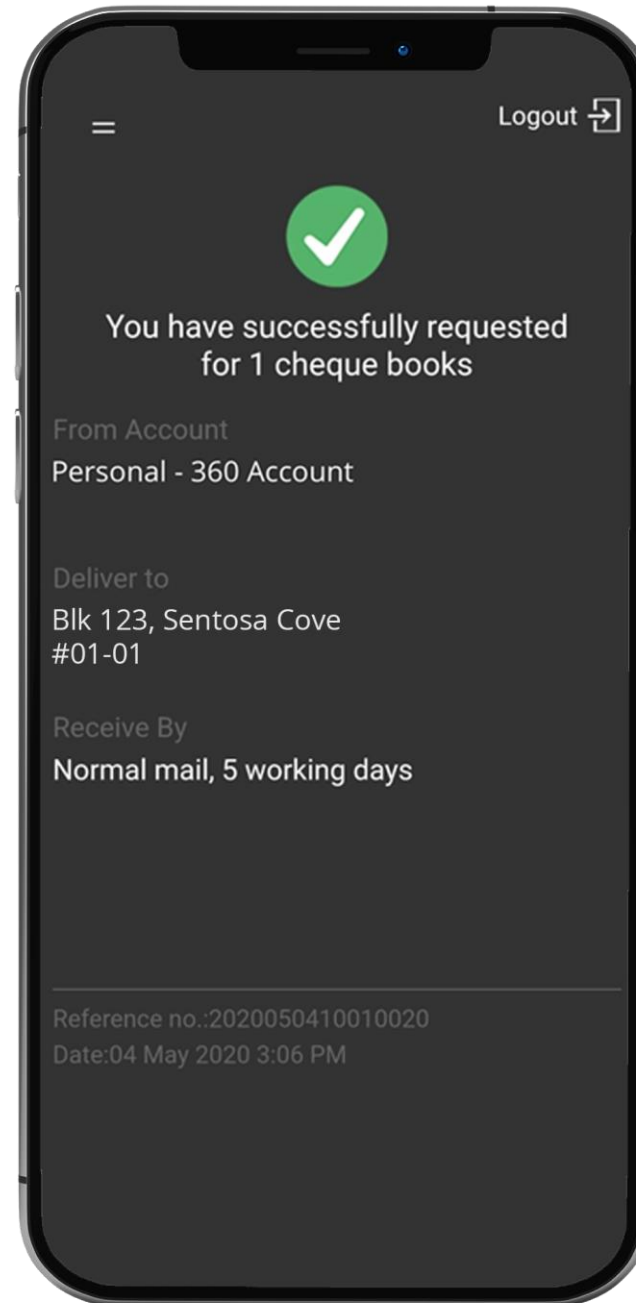 Logout
You have successfully requested
for 1 cheque books
From Account
Personal - 360 Account
Deliver to
Blk 123, Sentosa Cove
#01-01
Receive By
Normal mail, 5 working days
Reference no.:2020050410010020
Date:04 May 2020 3:06 PM